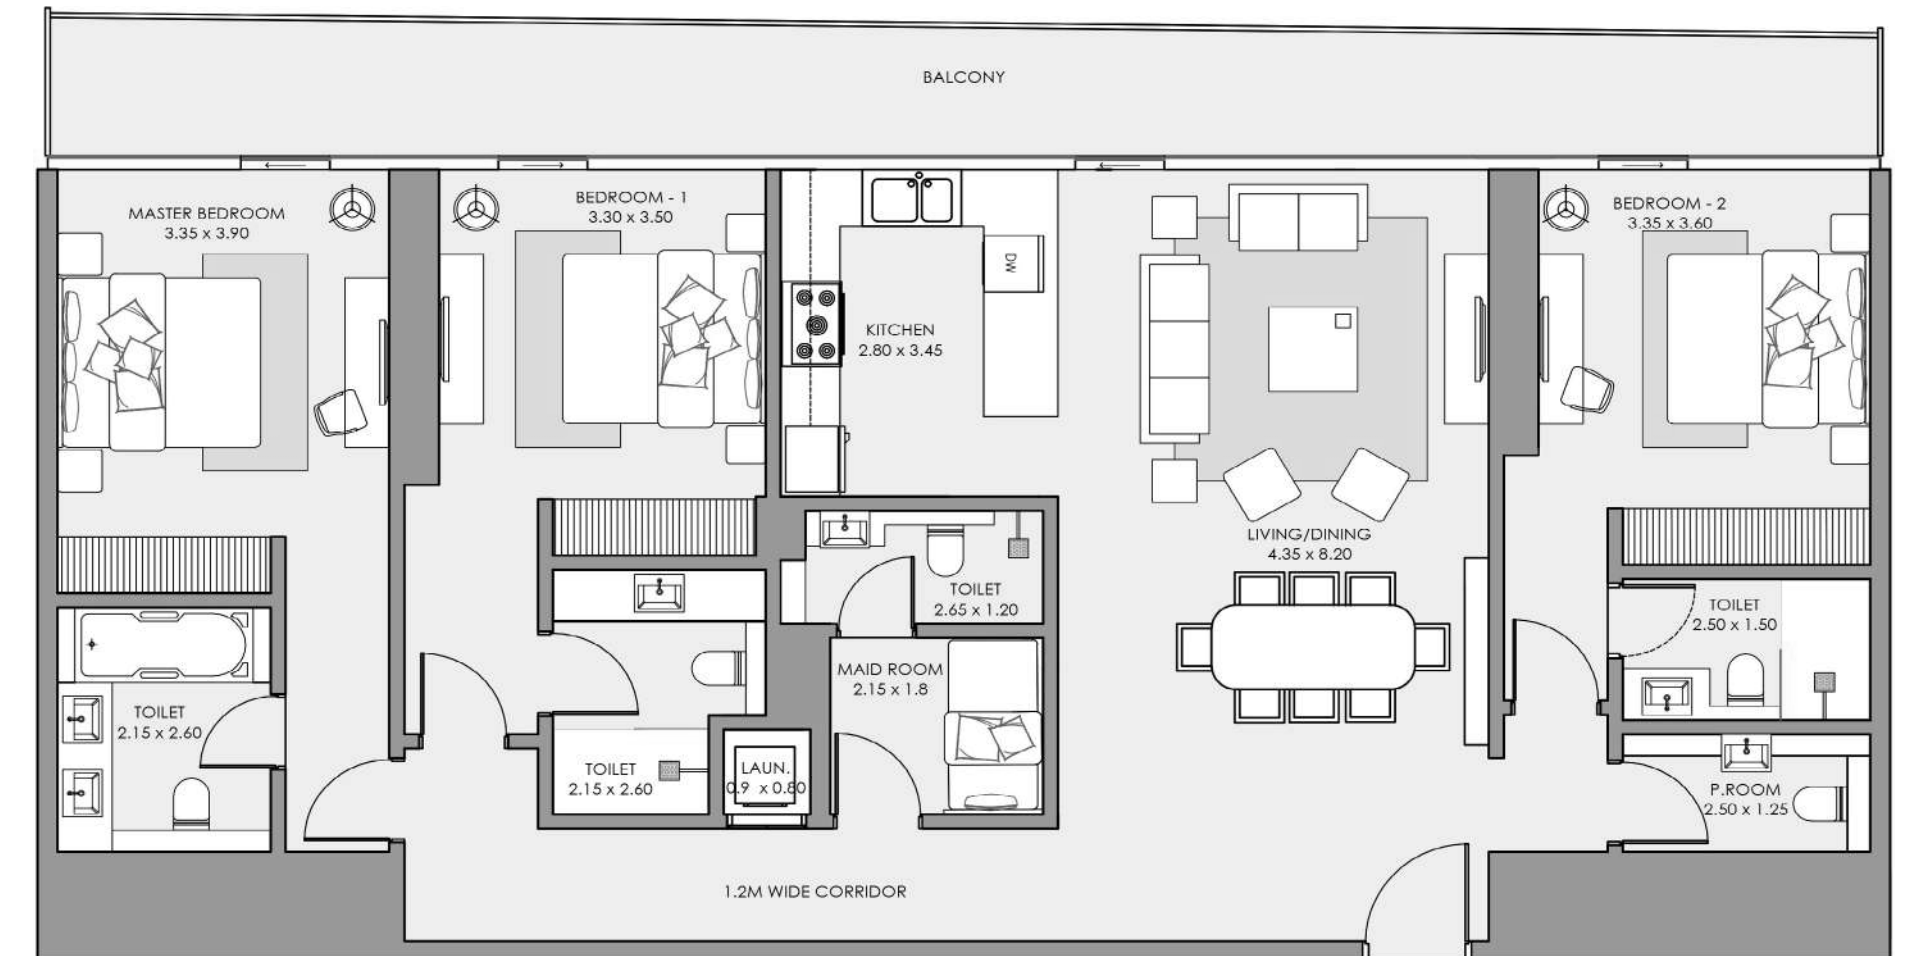 BALCONY
MASTER BEDROOM
3.35 x 3.90
BEDROOM - 1
3.30 x 3.50
BEDROOM - 2
3.35 x 3.60
DW
KITCHEN
2.80 x 3.45
LIVING/DINING
4.35 x 8.20
TOILET
2.65 x 1.20
TOILET
2.50 x 1.50
MAID ROOM
2.15 x 1.8
TOILET
2.15 x 2.60
TOILET
2.15 x 2.60
LAUN.
0.9 x 0.80
P.ROOM
2.50 x 1.25
1.2M WIDE CORRIDOR